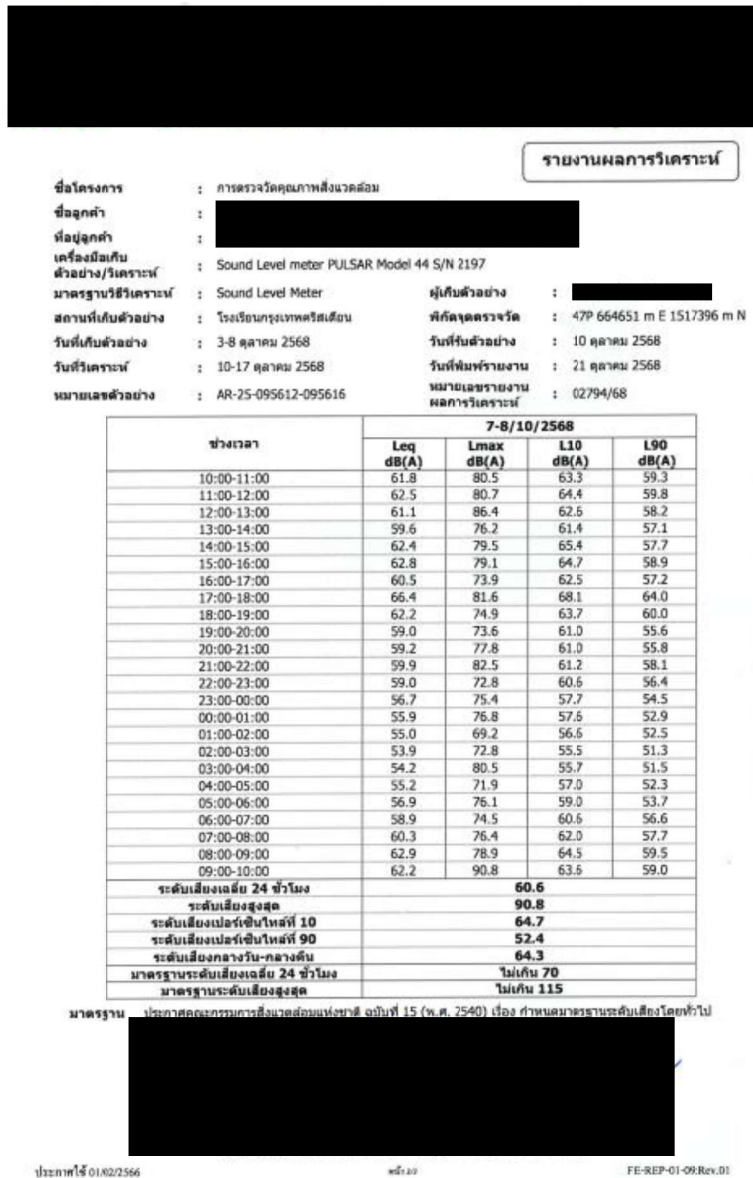 รายงานผลการวิเคราะห์
ชื่อโครงการ : การตรวจวัดคุณภาพสิ่งแวดล้อม
ชื่อลูกค้า :
ที่อยู่ลูกค้า :
เครื่องมือเก็บ
ตัวอย่าง/วิเคราะห์ : Sound Level meter PULSAR Model 44 S/N 2197
มาตรฐานวิธีวิเคราะห์ : Sound Level Meter ผู้เก็บตัวอย่าง :
สถานที่เก็บตัวอย่าง : โรงเรียนกรุงเทพคริสเตียน พิกัดจุดตรวจวัด : 47P 664651 m E 1517396 m N
วันที่เก็บตัวอย่าง : 3-8 ตุลาคม 2568 วันที่รับตัวอย่าง : 10 ตุลาคม 2568
วันที่วิเคราะห์ : 10-17 ตุลาคม 2568 วันที่พิมพ์รายงาน : 21 ตุลาคม 2568
หมายเลขตัวอย่าง : AR-25-095612-095616 หมายเลขรายงาน
ผลการวิเคราะห์ : 02794/68
ช่วงเวลา 7-8/10/2568
Leq dB(A) Lmax dB(A) L10 dB(A) L90 dB(A)
10:00-11:00 61.8 80.5 63.3 59.3
11:00-12:00 62.5 80.7 64.4 59.8
12:00-13:00 61.1 86.4 62.6 58.2
13:00-14:00 59.6 76.2 61.4 57.1
14:00-15:00 62.4 79.5 65.4 57.7
15:00-16:00 62.8 79.1 64.7 58.9
16:00-17:00 60.5 73.9 62.5 57.2
17:00-18:00 66.4 81.6 68.1 64.0
18:00-19:00 62.2 74.9 63.7 60.0
19:00-20:00 59.0 73.6 61.0 55.6
20:00-21:00 59.2 77.8 61.0 55.8
21:00-22:00 59.9 82.5 61.2 58.1
22:00-23:00 59.0 72.8 60.6 56.4
23:00-00:00 56.7 75.4 57.7 54.5
00:00-01:00 55.9 76.8 57.6 52.9
01:00-02:00 55.0 69.2 56.6 52.5
02:00-03:00 53.9 72.8 55.5 51.3
03:00-04:00 54.2 80.5 55.7 51.5
04:00-05:00 55.2 71.9 57.0 52.3
05:00-06:00 56.9 76.1 59.0 53.7
06:00-07:00 58.9 74.5 60.6 56.6
07:00-08:00 60.3 76.4 62.0 57.7
08:00-09:00 62.9 78.9 64.5 59.5
09:00-10:00 62.2 90.8 63.6 59.0
ระดับเสียงเฉลี่ย 24 ชั่วโมง 60.6
ระดับเสียงสูงสุด 90.8
ระดับเสียงเปอร์เซ็นไทล์ที่ 10 64.7
ระดับเสียงเปอร์เซ็นไทล์ที่ 90 52.4
ระดับเสียงกลางวัน-กลางคืน 64.3
มาตรฐานระดับเสียงเฉลี่ย 24 ชั่วโมง ไม่เกิน 70
มาตรฐานระดับเสียงสูงสุด ไม่เกิน 115
มาตรฐาน ประกาศคณะกรรมการสิ่งแวดล้อมแห่งชาติ ฉบับที่ 15 (พ.ศ. 2540) เรื่อง กำหนดมาตรฐานระดับเสียงโดยทั่วไป
ประกาศใช้ 01/02/2566 หน้า 2/2 FE-REP-01-09:Rev.01